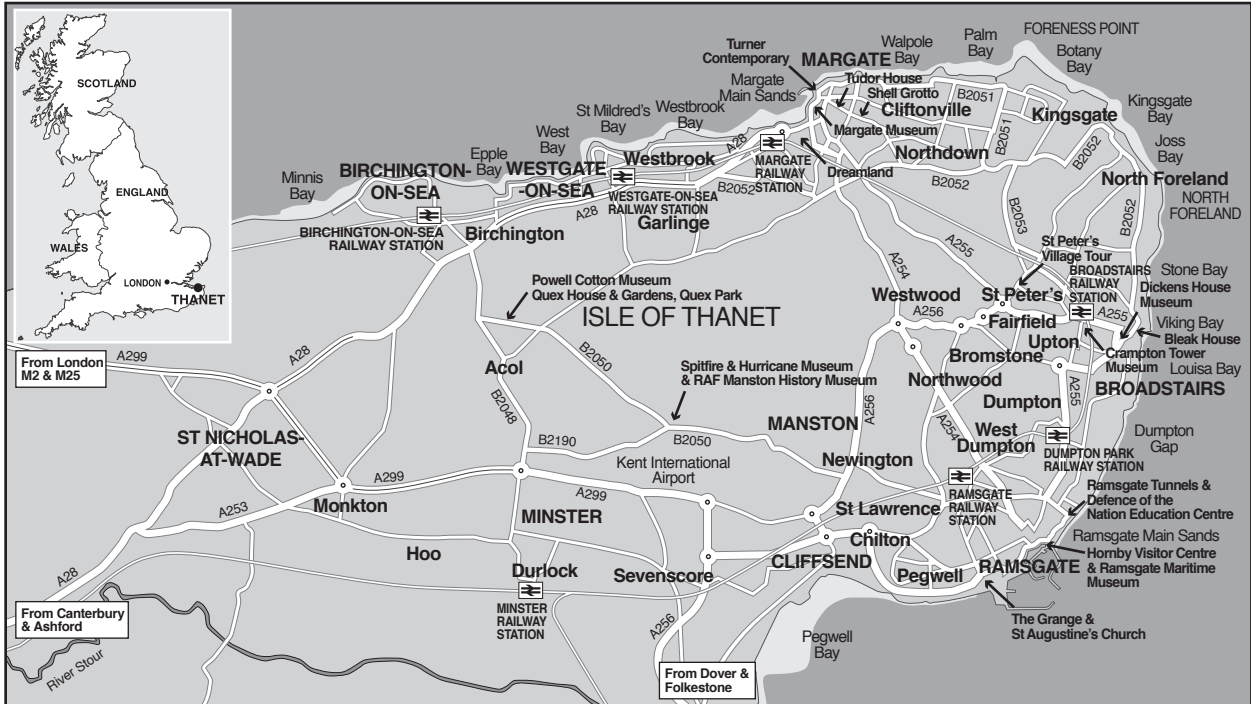 SCOTLAND
ENGLAND
WALES
LONDON
THANET
FORENESS POINT
Turner
Contemporary
MARGATE
Walpole
Bay
Palm
Bay
Botany
Bay
Margate
Main Sands
Tudor House
Shell Grotto
Cliftonville
B2051
Kingsgate
Kingsgate
Bay
St Mildred's
Bay
Westbrook
Bay
West
Bay
Margate Museum
B2051
Joss
Bay
Epple
Bay
Minnis
Bay
BIRCHINGTON-
ON-SEA
WESTGATE
-ON-SEA
Westbrook
A28
MARGATE
RAILWAY
STATION
Dreamland
Northdown
B2052
B2052
B2052
B2052
North Foreland
NORTH
FORELAND
WESTGATE-ON-SEA
RAILWAY STATION
A28
Garlinge
BIRCHINGTON-ON-SEA
RAILWAY STATION
Birchington
B2053
A255
A254
St Peter's
Village Tour
BROADSTAIRS
RAILWAY
STATION
Stone Bay
Dickens House
Museum
Powell Cotton Museum
Quex House & Gardens, Quex Park
ISLE OF THANET
Westwood
A256
St Peter's
Fairfield
A255
Viking Bay
Bleak House
Upton
Bromstone
Crampton Tower
Museum
Louisa Bay
From London
M2 & M25
A299
A28
Acol
B2050
Spitfire & Hurricane Museum
& RAF Manston History Museum
Northwood
BROADSTAIRS
A255
Dumpton
B2048
A256
A254
MANSTON
West
Dumpton
Dumpton
Gap
DUMPTON PARK
RAILWAY STATION
ST NICHOLAS-
AT-WADE
B2190
B2050
Kent International
Airport
Newington
A299
A299
RAMSGATE
RAILWAY
STATION
Ramsgate Tunnels &
Defence of the
Nation Education Centre
A253
Monkton
MINSTER
St Lawrence
Chilton
Ramsgate Main Sands
Hornby Visitor Centre
& Ramsgate Maritime
Museum
Hoo
Durlock
Sevenscore
CLIFFSEND
Pegwell
RAMSGATE
A28
From Canterbury
& Ashford
MINSTER
RAILWAY
STATION
A256
The Grange &
St Augustine's Church
Pegwell
Bay
River Stour
From Dover &
Folkestone